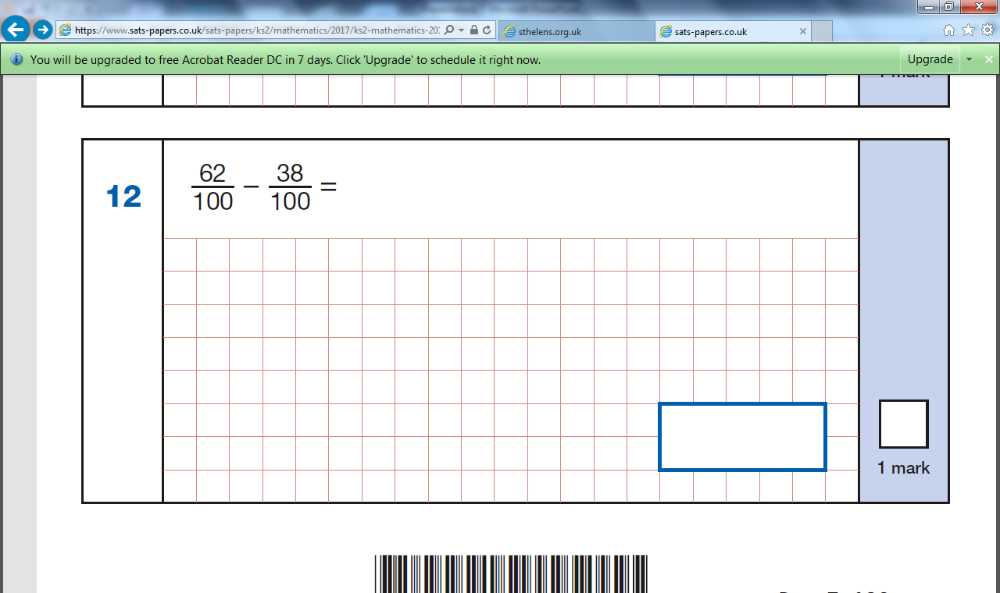 https://www.sats-papers.co.uk/sats-papers/ks2/mathematics/2017/ks2-mathematics-20
sthelens.org.uk
sats-papers.co.uk
You will be upgraded to free Acrobat Reader DC in 7 days. Click 'Upgrade' to schedule it right now.
Upgrade
mark
12
62/100 − 38/100 =
1 mark